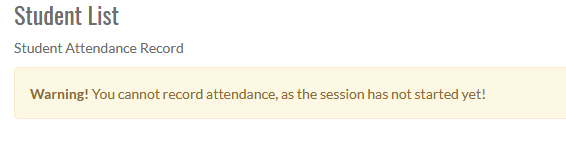 Student List
Student Attendance Record
Warning! You cannot record attendance, as the session has not started yet!